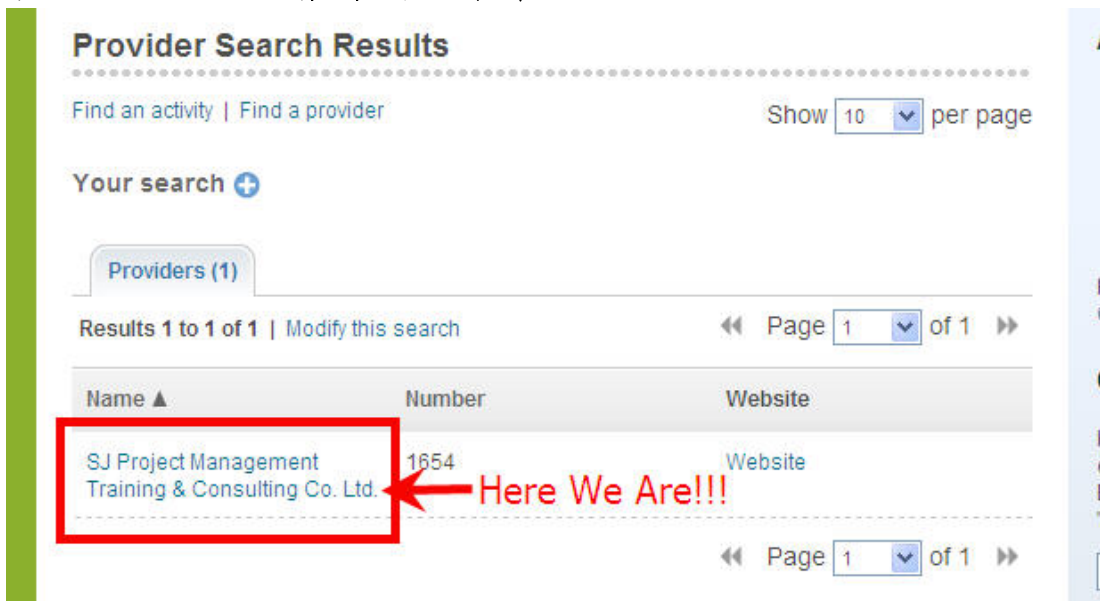 Provider Search Results
Find an activity | Find a provider
Show 10 per page
Your search
Providers (1)
Results 1 to 1 of 1 | Modify this search
Page 1 of 1
Name ▲ Number Website
SJ Project Management 1654 Website
Training & Consulting Co. Ltd.
Here We Are!!!
Page 1 of 1